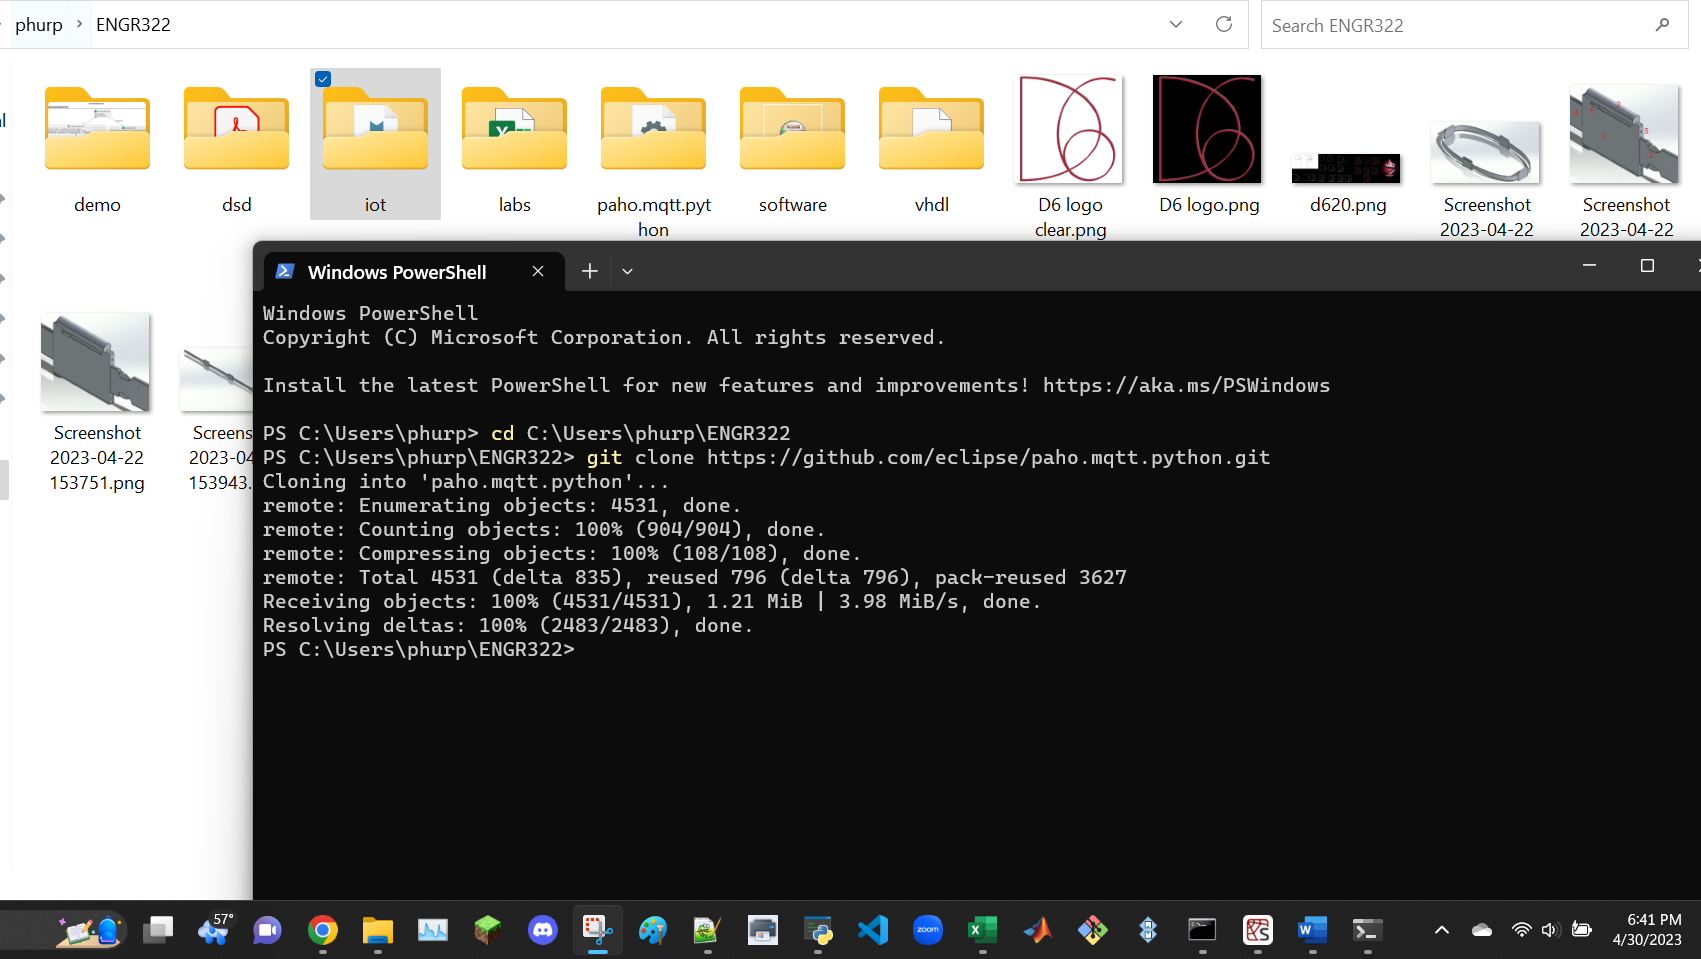 phurp > ENGR322
Search ENGR322
demo
dsd
iot
labs
paho.mqtt.pyt
hon
software
vhdl
D6 logo
clear.png
D6 logo.png
d620.png
Screenshot
2023-04-22
Screenshot
2023-04-22
Screenshot
2023-04-22
153751.png
Screens
2023-04
153943.
Windows PowerShell
Windows PowerShell
Copyright (C) Microsoft Corporation. All rights reserved.
Install the latest PowerShell for new features and improvements! https://aka.ms/PSWindows
PS C:\Users\phurp> cd C:\Users\phurp\ENGR322
PS C:\Users\phurp\ENGR322> git clone https://github.com/eclipse/paho.mqtt.python.git
Cloning into 'paho.mqtt.python'...
remote: Enumerating objects: 4531, done.
remote: Counting objects: 100% (904/904), done.
remote: Compressing objects: 100% (108/108), done.
remote: Total 4531 (delta 835), reused 796 (delta 796), pack-reused 3627
Receiving objects: 100% (4531/4531), 1.21 MiB | 3.98 MiB/s, done.
Resolving deltas: 100% (2483/2483), done.
PS C:\Users\phurp\ENGR322>
57°
zoom
6:41 PM
4/30/2023